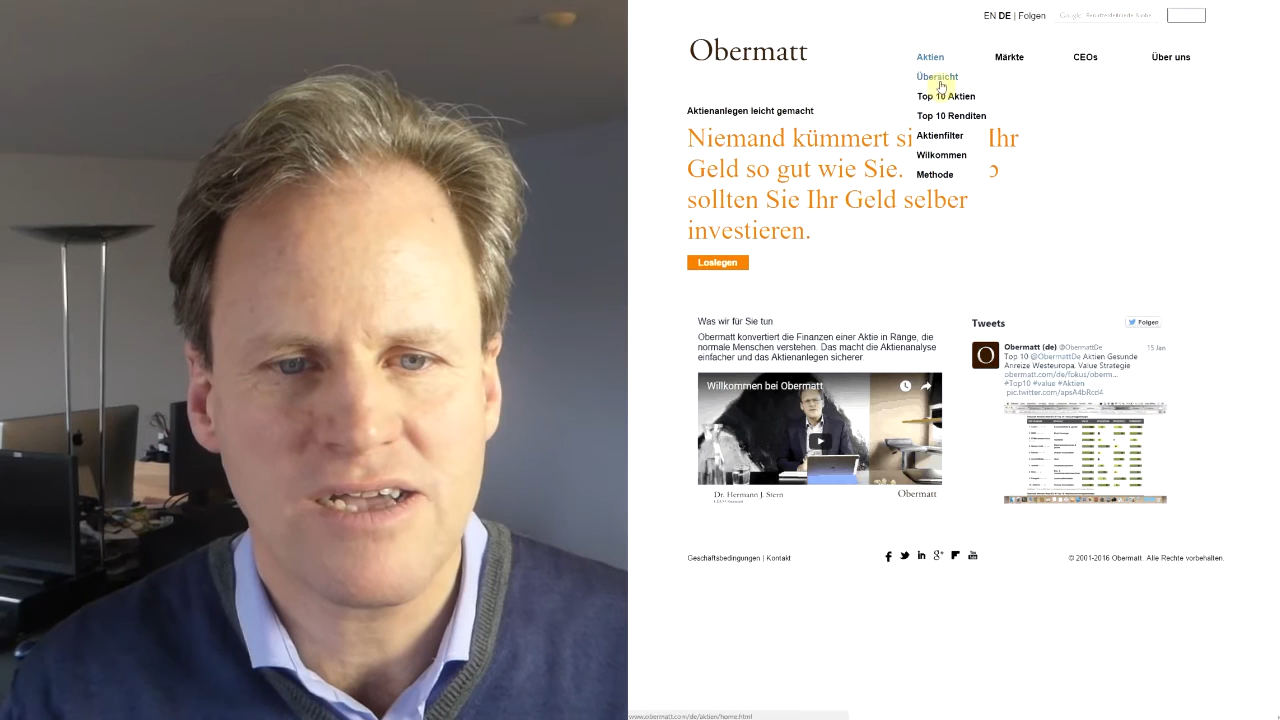 EN DE | Folgen
Google Benutzerdefinierte Suche
Obermatt
Aktien Märkte CEOs Über uns
Übersicht
Top 10 Aktien
Top 10 Renditen
Aktienfilter
Wilkommen
Methode
Aktienanlegen leicht gemacht
Niemand kümmert si Ihr
Geld so gut wie Sie.
sollten Sie Ihr Geld selber
investieren.
Loslegen
Was wir für Sie tun
Obermatt konvertiert die Finanzen einer Aktie in Ränge, die
normale Menschen verstehen. Das macht die Aktienanalyse
einfacher und das Aktienanlegen sicherer.
Willkommen bei Obermatt
Dr. Hermann J. Stern
Obermatt
Tweets
Folgen
Obermatt (de) @ObermattDe 15 Jan
Top 10 @ObermattDe Aktien Gesunde
Anreize Westeuropa, Value Strategie
obermatt.com/de/fokus/oberm...
#Top10 #value #Aktien
pic.twitter.com/apsA4bRcd4
Geschäftsbedingungen | Kontakt
© 2001-2016 Obermatt. Alle Rechte vorbehalten.
www.obermatt.com/de/aktien/home.html